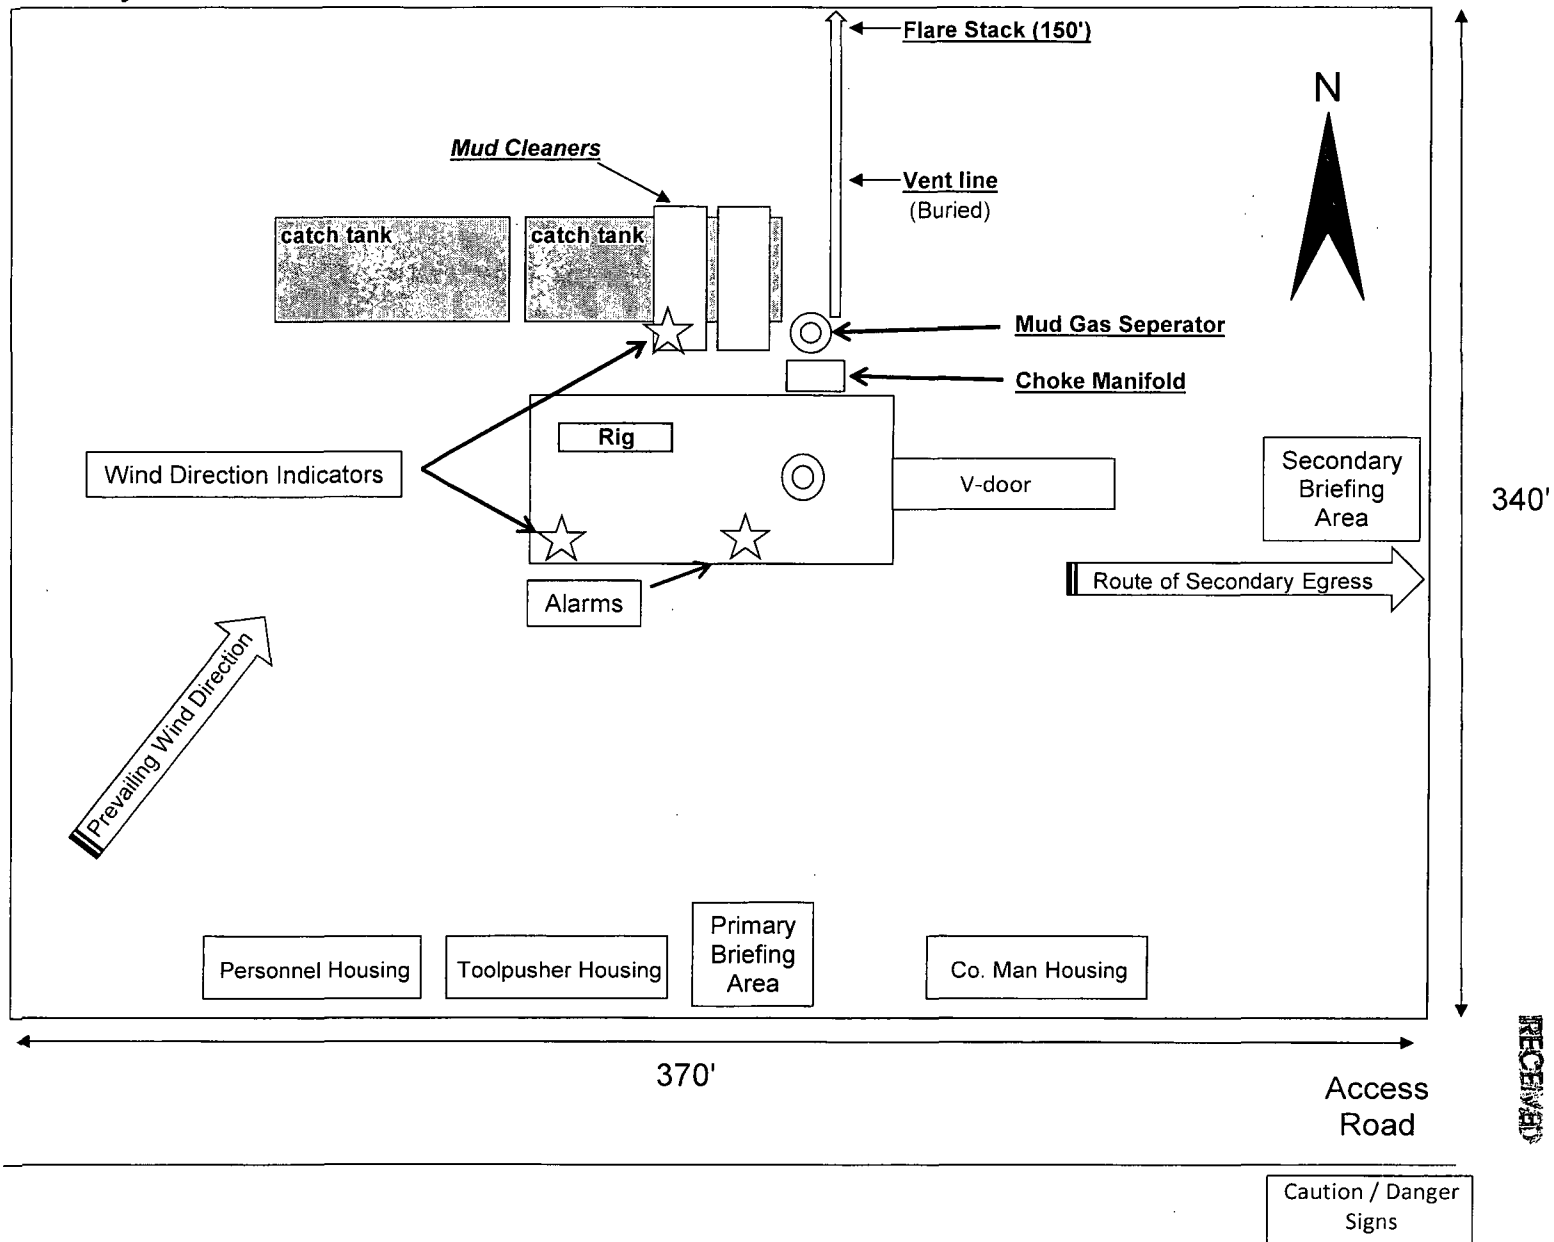 Flare Stack (150')
N
Mud Cleaners
Vent line
(Buried)
catch tank
catch tank
Mud Gas Seperator
Choke Manifold
Rig
Wind Direction Indicators
V-door
Secondary
Briefing
Area
340'
Route of Secondary Egress
Alarms
Prevailing Wind Direction
Primary
Briefing
Area
Personnel Housing
Toolpusher Housing
Co. Man Housing
370'
Access
Road
RECEIVED
Caution / Danger
Signs